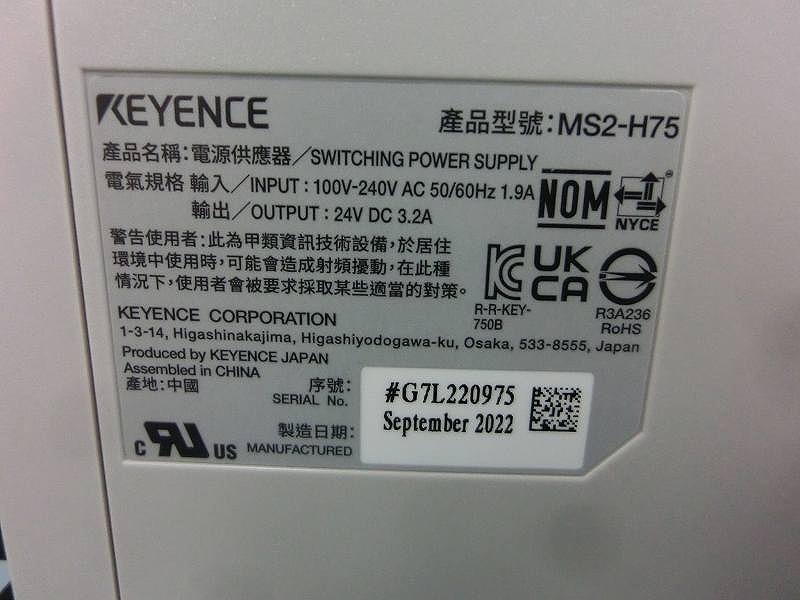 KEYENCE
產品型號：MS2-H75
產品名稱：電源供應器／SWITCHING POWER SUPPLY
電氣規格 輸入／INPUT : 100V-240V AC 50/60Hz 1.9A
輸出／OUTPUT : 24V DC 3.2A
NOM
NYCE
警告使用者：此為甲類資訊技術設備，於居住
環境中使用時，可能會造成射頻擾動，在此種
情況下，使用者會被要求採取某些適當的對策。
UK
CA
R-R-KEY-
750B
R3A236
RoHS
KEYENCE CORPORATION
1-3-14, Higashinakajima, Higashiyodogawa-ku, Osaka, 533-8555, Japan
Produced by KEYENCE JAPAN
Assembled in CHINA
產地：中國
序號：
SERIAL No.
#G7L220975
製造日期：
MANUFACTURED
September 2022
c RU US